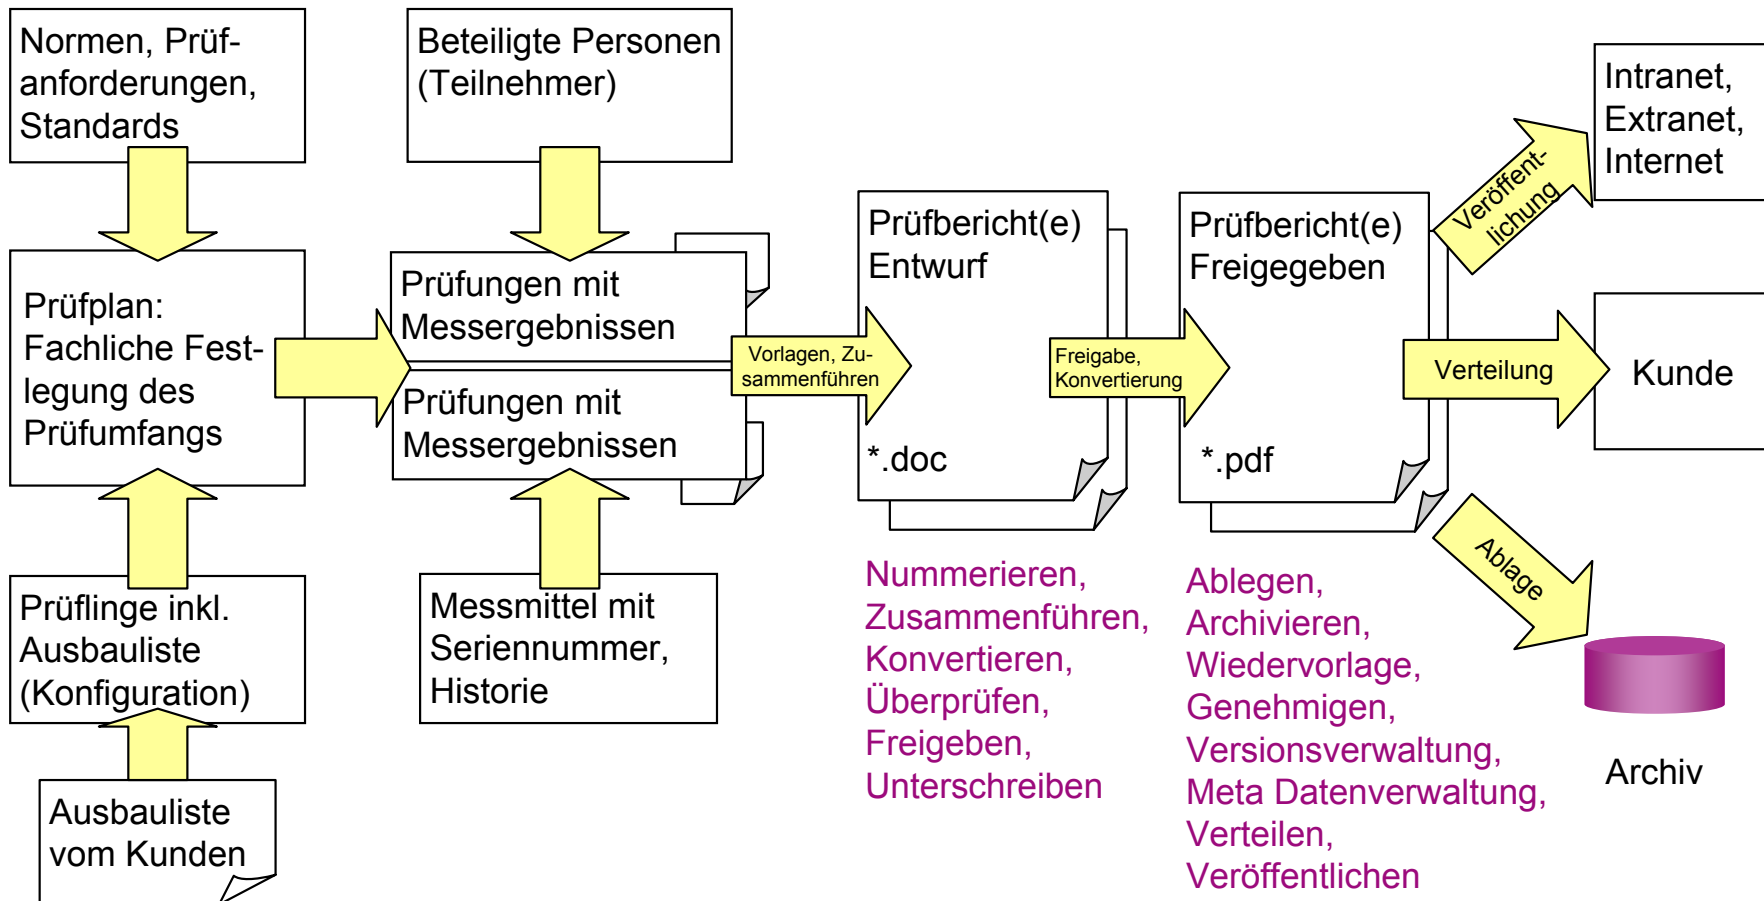 Normen, Prüf-
anforderungen,
Standards
Beteiligte Personen
(Teilnehmer)
Intranet,
Extranet,
Internet
Veröffent-
lichung
Prüfplan:
Fachliche Fest-
legung des
Prüfumfangs
Prüfungen mit
Messergebnissen
Prüfungen mit
Messergebnissen
Vorlagen, Zu-
sammenführen
Prüfbericht(e)
Entwurf
*.doc
Freigabe,
Konvertierung
Prüfbericht(e)
Freigegeben
*.pdf
Verteilung
Kunde
Ablage
Archiv
Prüflinge inkl.
Ausbauliste
(Konfiguration)
Ausbauliste
vom Kunden
Messmittel mit
Seriennummer,
Historie
Nummerieren,
Zusammenführen,
Konvertieren,
Überprüfen,
Freigeben,
Unterschreiben
Ablegen,
Archivieren,
Wiedervorlage,
Genehmigen,
Versionsverwaltung,
Meta Datenverwaltung,
Verteilen,
Veröffentlichen